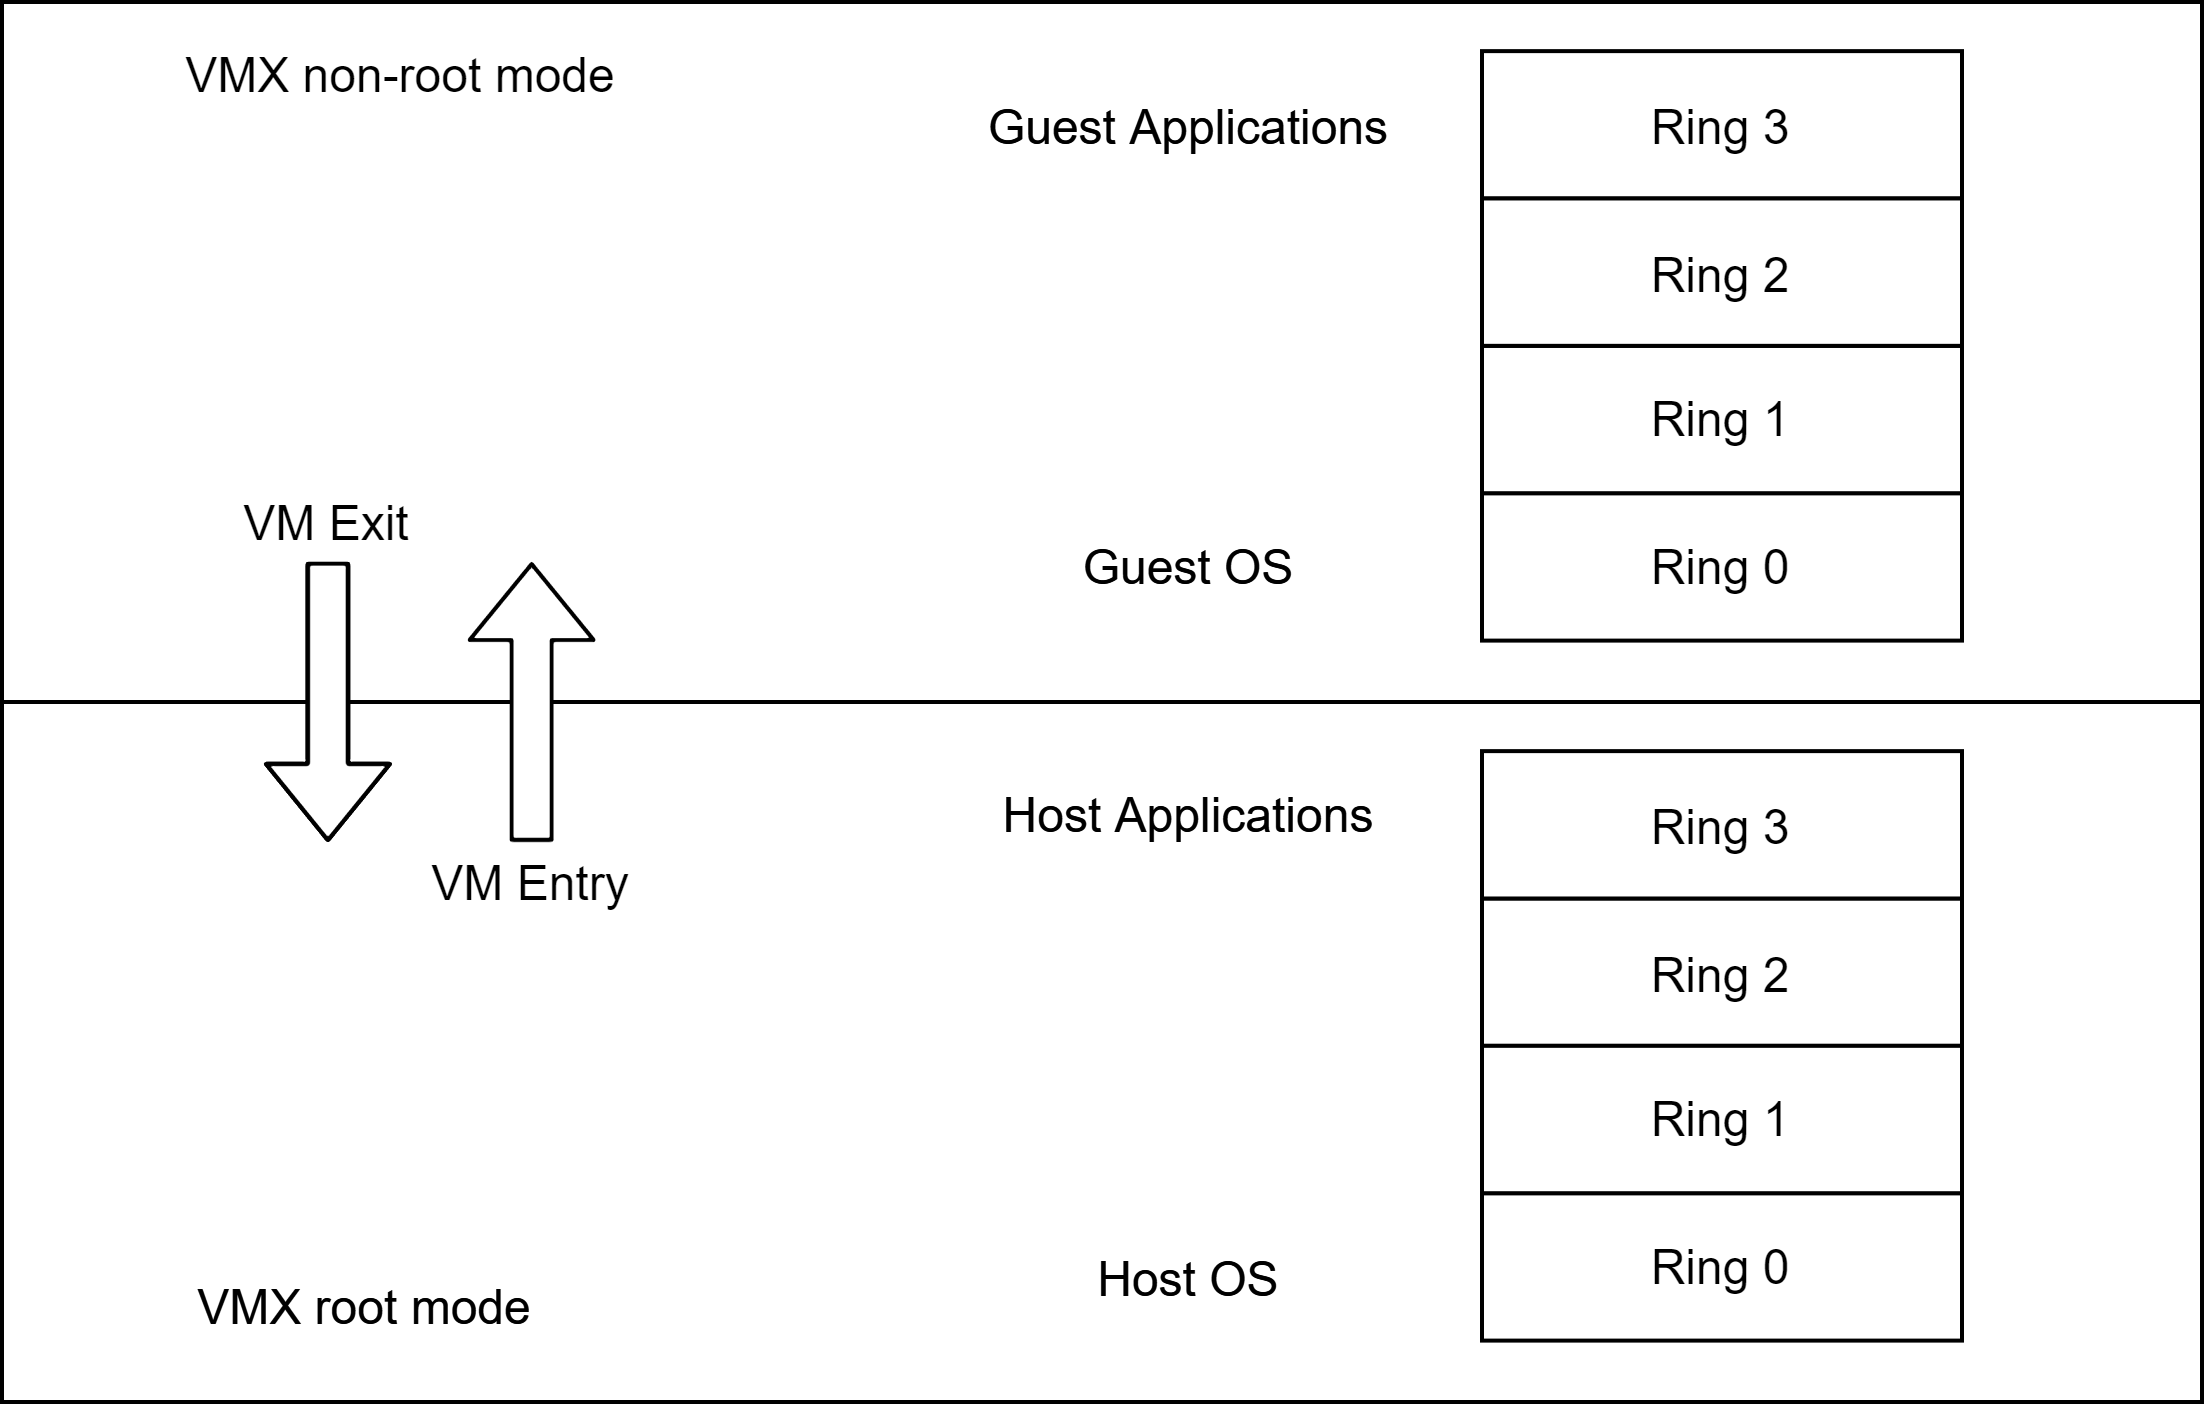 VMX non-root mode
Guest Applications
Ring 3
Ring 2
Ring 1
VM Exit
Guest OS
Ring 0
Host Applications
Ring 3
VM Entry
Ring 2
Ring 1
Host OS
Ring 0
VMX root mode